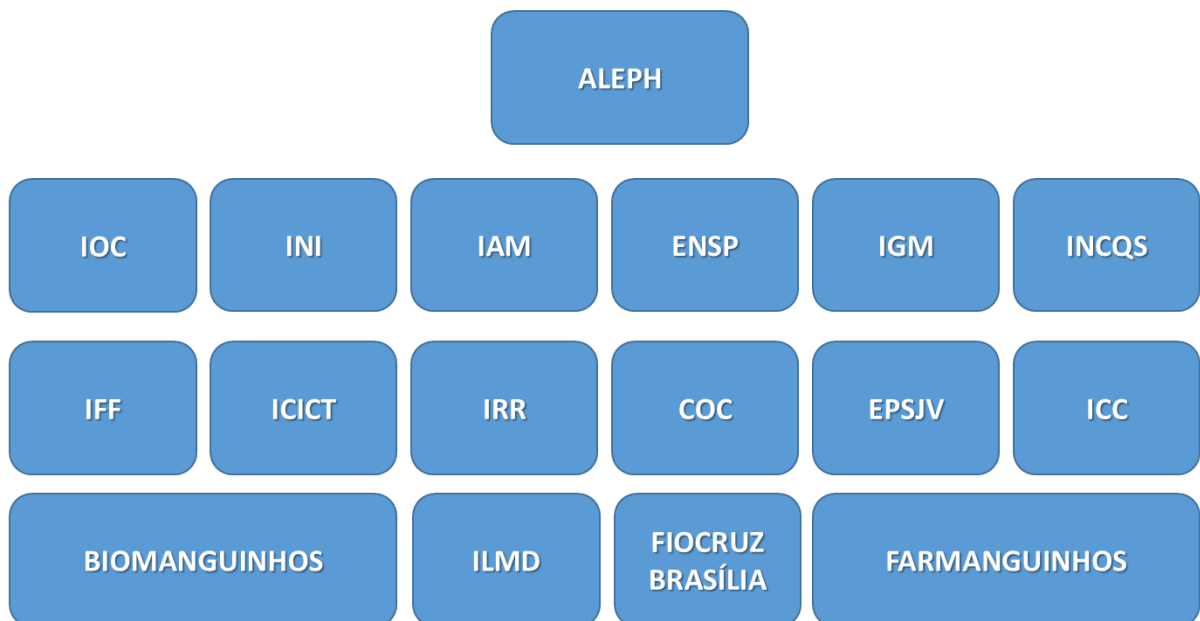 ALEPH
IOC
INI
IAM
ENSP
IGM
INCQS
IFF
ICICT
IRR
COC
EPSJV
ICC
BIOMANGUINHOS
ILMD
FIOCRUZ
BRASÍLIA
FARMANGUINHOS